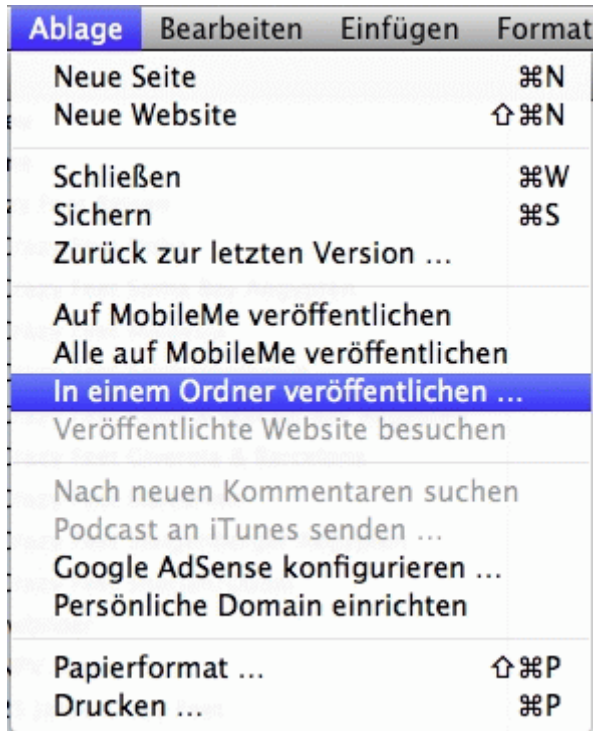 Ablage Bearbeiten Einfügen Format
Neue Seite ⌘N
Neue Website ⇧⌘N
Schließen ⌘W
Sichern ⌘S
Zurück zur letzten Version ...
Auf MobileMe veröffentlichen
Alle auf MobileMe veröffentlichen
In einem Ordner veröffentlichen ...
Veröffentlichte Website besuchen
Nach neuen Kommentaren suchen
Podcast an iTunes senden ...
Google AdSense konfigurieren ...
Persönliche Domain einrichten
Papierformat ... ⇧⌘P
Drucken ... ⌘P